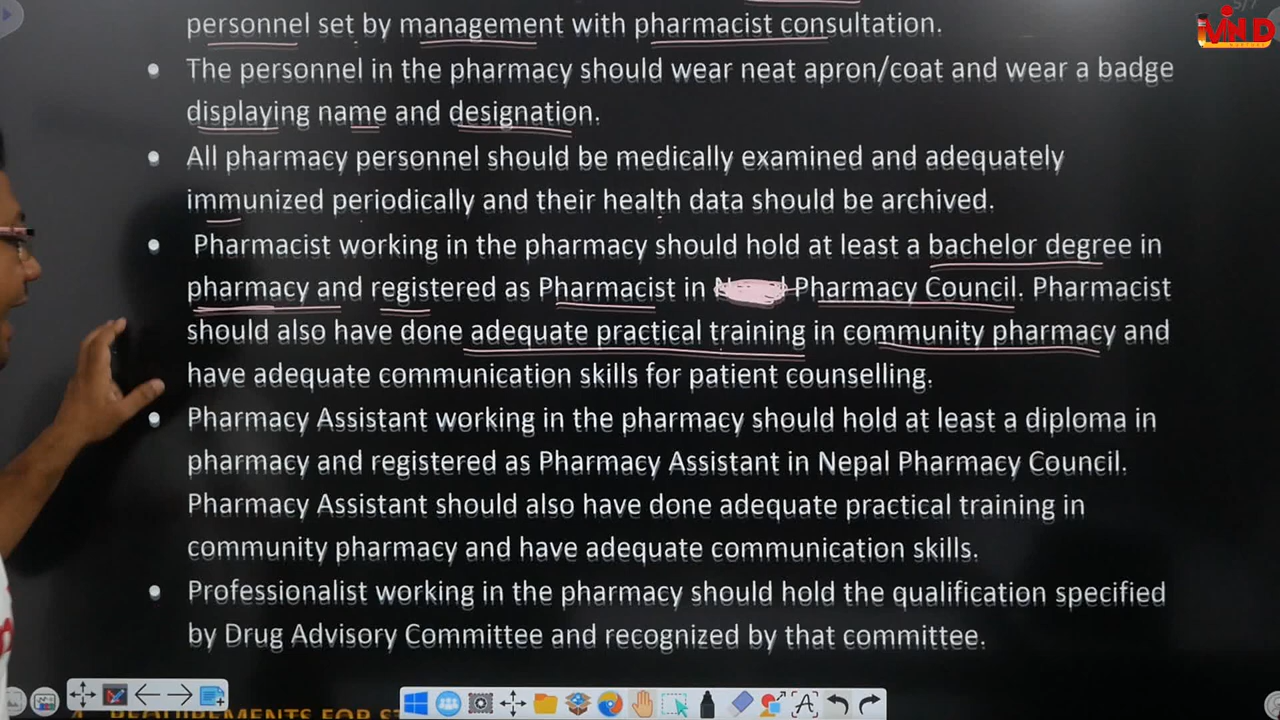 personnel set by management with pharmacist consultation.
• The personnel in the pharmacy should wear neat apron/coat and wear a badge
displaying name and designation.
• All pharmacy personnel should be medically examined and adequately
immunized periodically and their health data should be archived.
• Pharmacist working in the pharmacy should hold at least a bachelor degree in
pharmacy and registered as Pharmacist in Pharmacy Council. Pharmacist
should also have done adequate practical training in community pharmacy and
have adequate communication skills for patient counselling.
• Pharmacy Assistant working in the pharmacy should hold at least a diploma in
pharmacy and registered as Pharmacy Assistant in Nepal Pharmacy Council.
Pharmacy Assistant should also have done adequate practical training in
community pharmacy and have adequate communication skills.
• Professionalist working in the pharmacy should hold the qualification specified
by Drug Advisory Committee and recognized by that committee.
REQUIREMENTS FOR